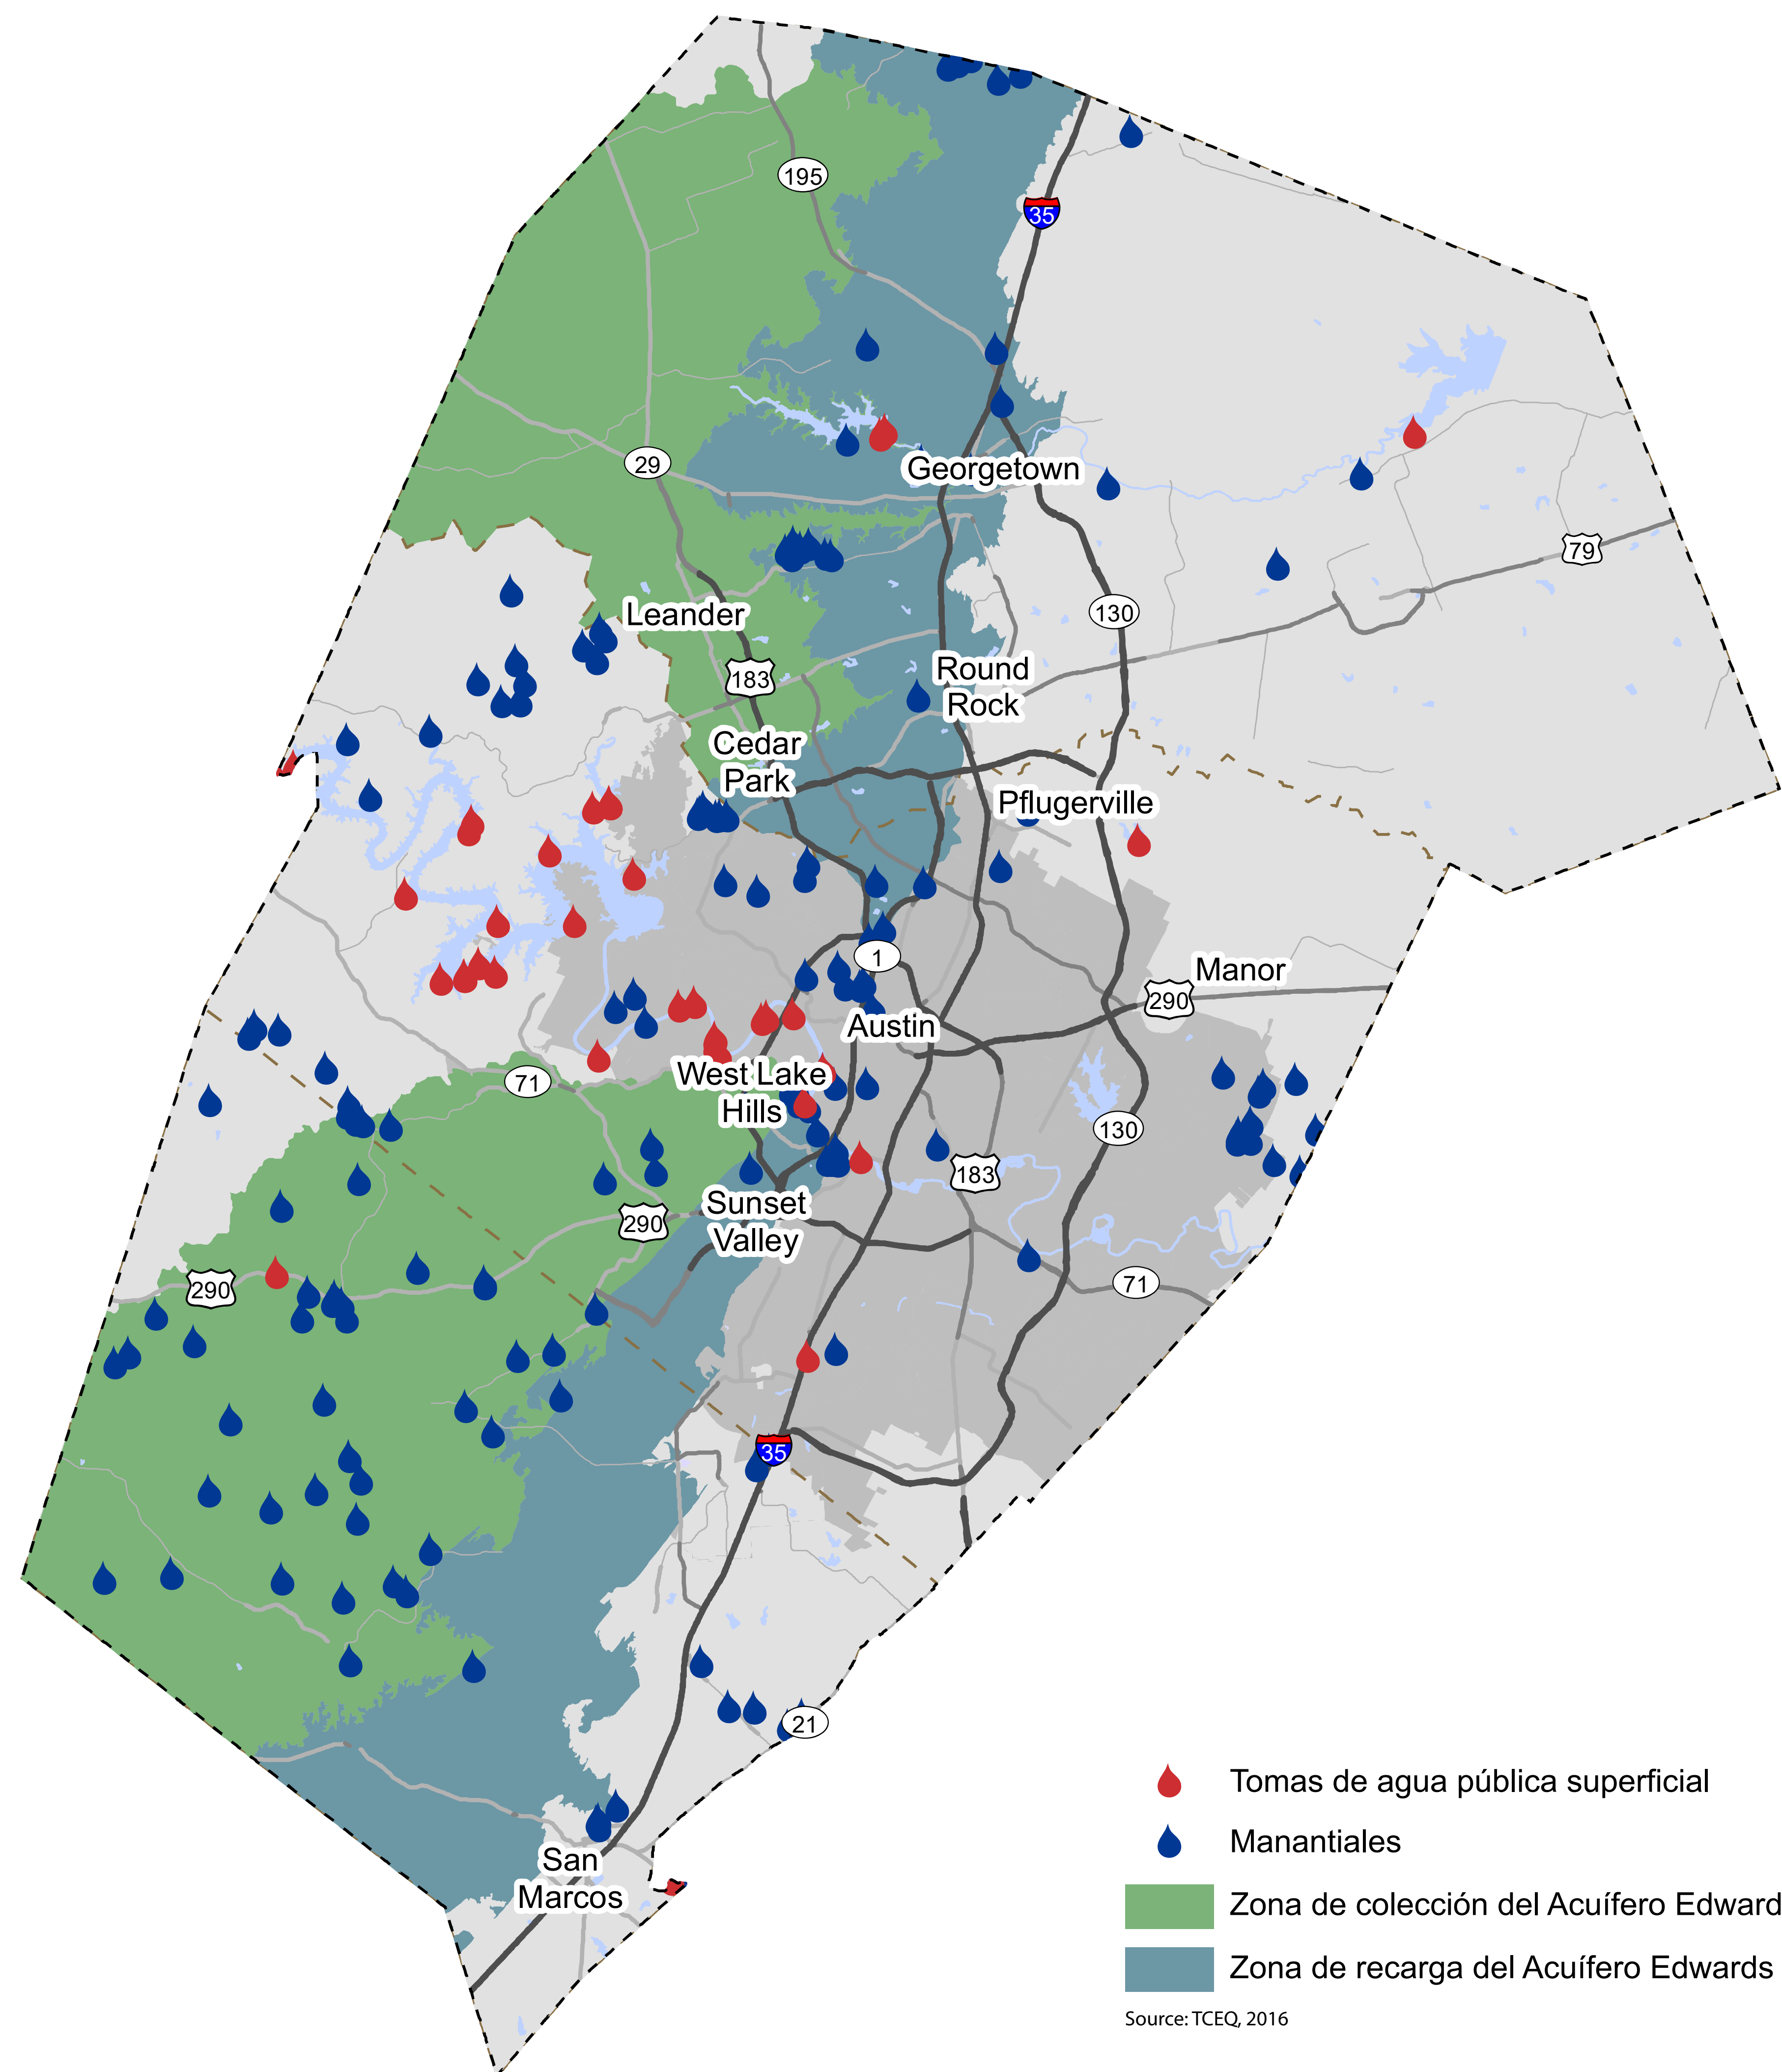 195
35
Georgetown
29
79
130
Leander
183
Round
Rock
Cedar
Park
Pflugerville
1
Manor
290
Austin
West Lake
Hills
71
130
183
Sunset
Valley
290
290
71
35
21
San
Marcos
Tomas de agua pública superficial
Manantiales
Zona de colección del Acuífero Edward
Zona de recarga del Acuífero Edwards
Source: TCEQ, 2016